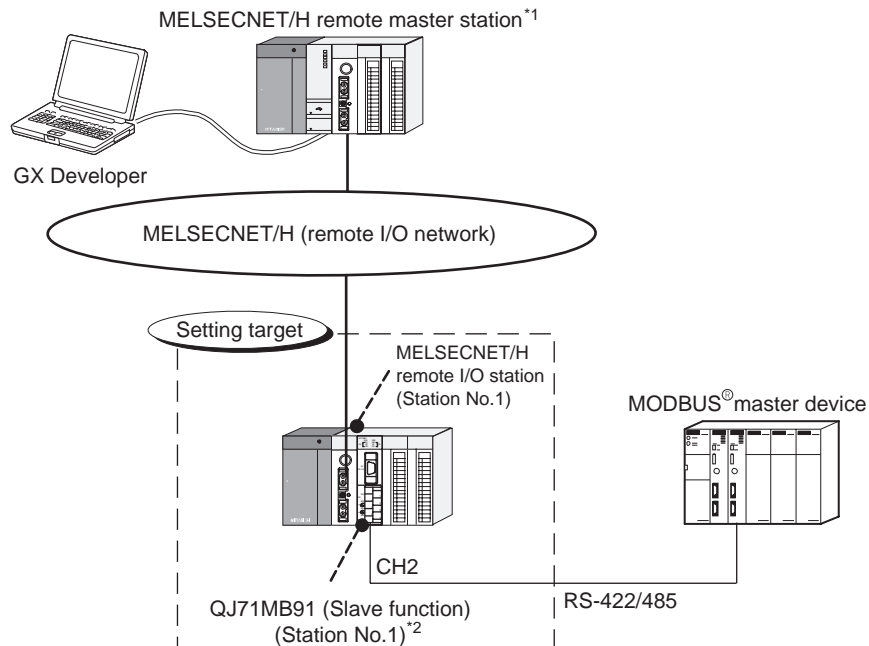 MELSECNET/H remote master station*1
GX Developer
MELSECNET/H (remote I/O network)
Setting target
MELSECNET/H
remote I/O station
(Station No.1)
MODBUS® master device
CH2
RS-422/485
QJ71MB91 (Slave function)
(Station No.1)*2